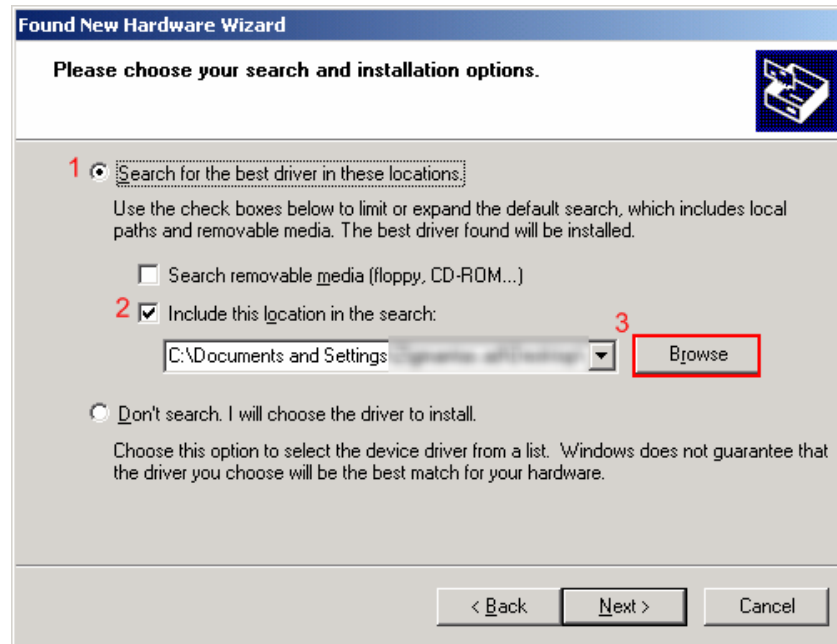 Found New Hardware Wizard
Please choose your search and installation options.
1 Search for the best driver in these locations.
Use the check boxes below to limit or expand the default search, which includes local
paths and removable media. The best driver found will be installed.
Search removable media (floppy, CD-ROM...)
2 Include this location in the search:
3
C:\Documents and Settings
Browse
Don't search. I will choose the driver to install.
Choose this option to select the device driver from a list. Windows does not guarantee that
the driver you choose will be the best match for your hardware.
< Back Next > Cancel